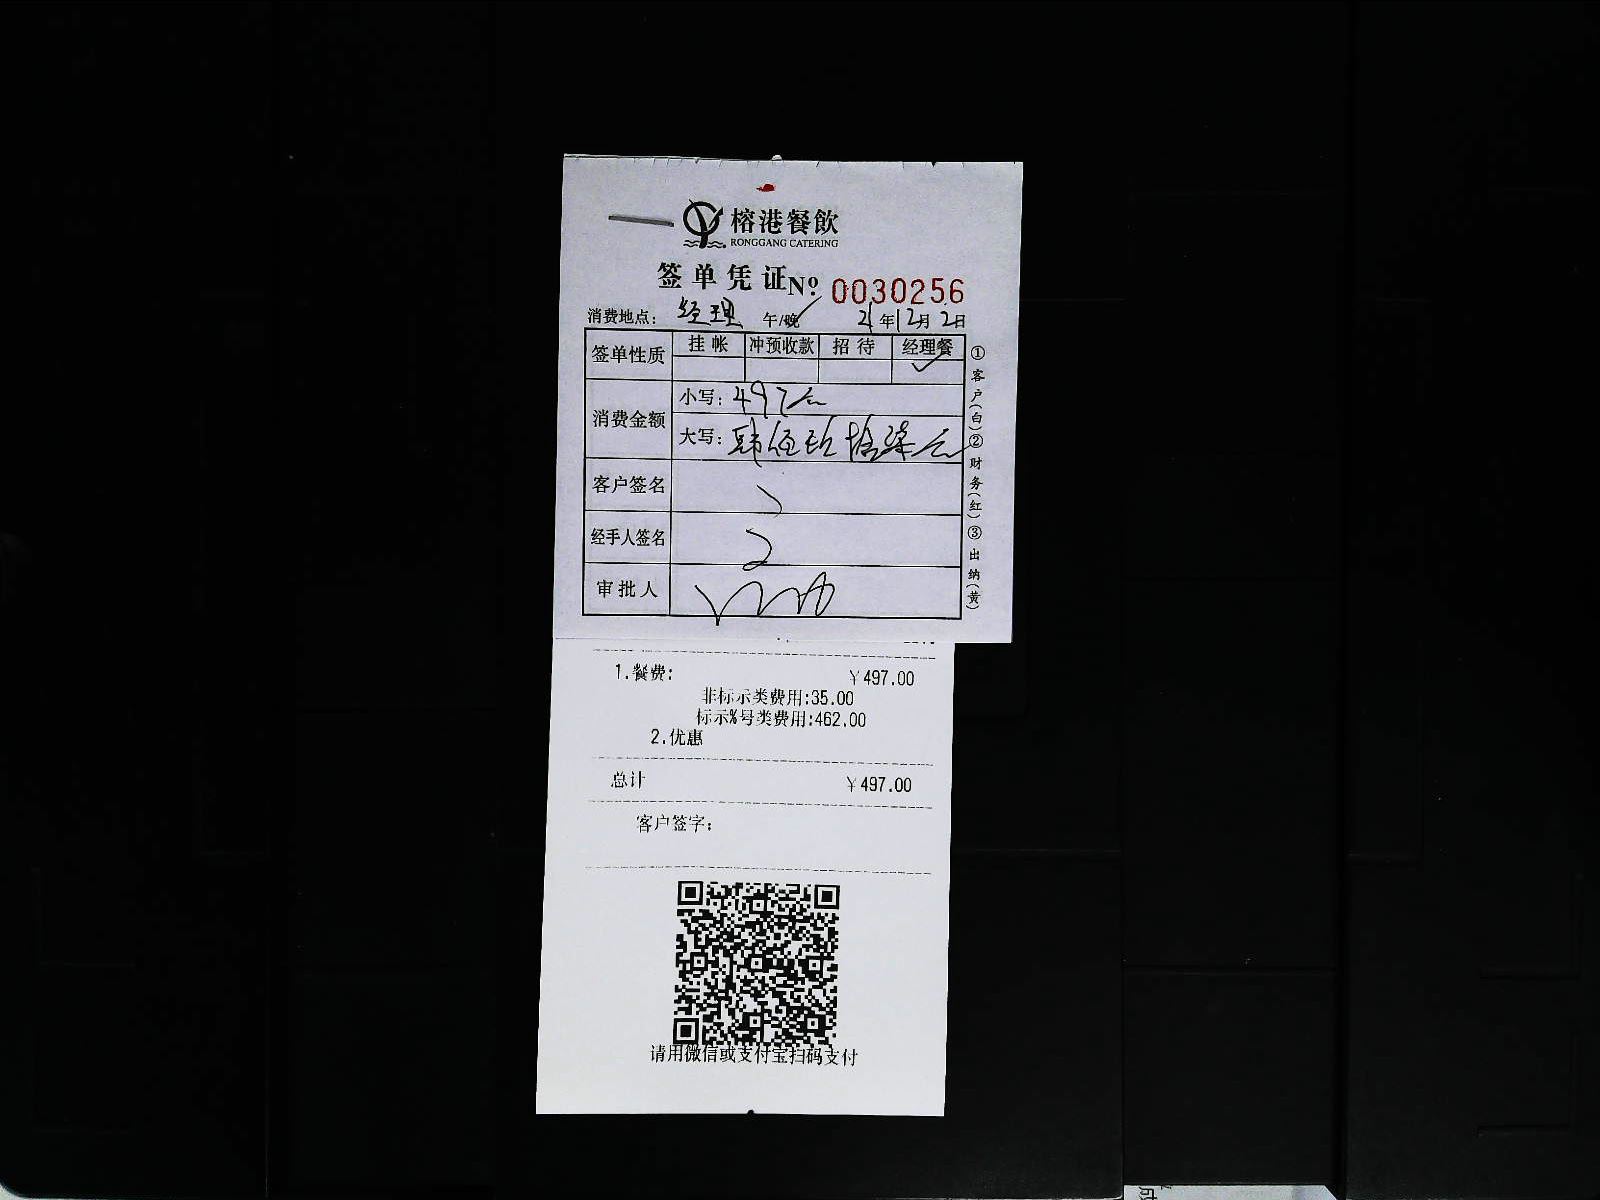 榕港餐飲
RONGGANG CATERING
签单凭证 Nº 0030256
消费地点: 经理 午/晚 21年12月2日
签单性质 挂帐 冲预收款 招待 经理餐
✓
消费金额
小写: 497元
大写: 肆佰玖拾柒元
客户签名
经手人签名
审批人
①客户(白)②财务(红)③出纳(黄)
1.餐费: ￥497.00
非标示类费用:35.00
标示%号类费用:462.00
2.优惠
总计 ￥497.00
客户签字:
请用微信或支付宝扫码支付